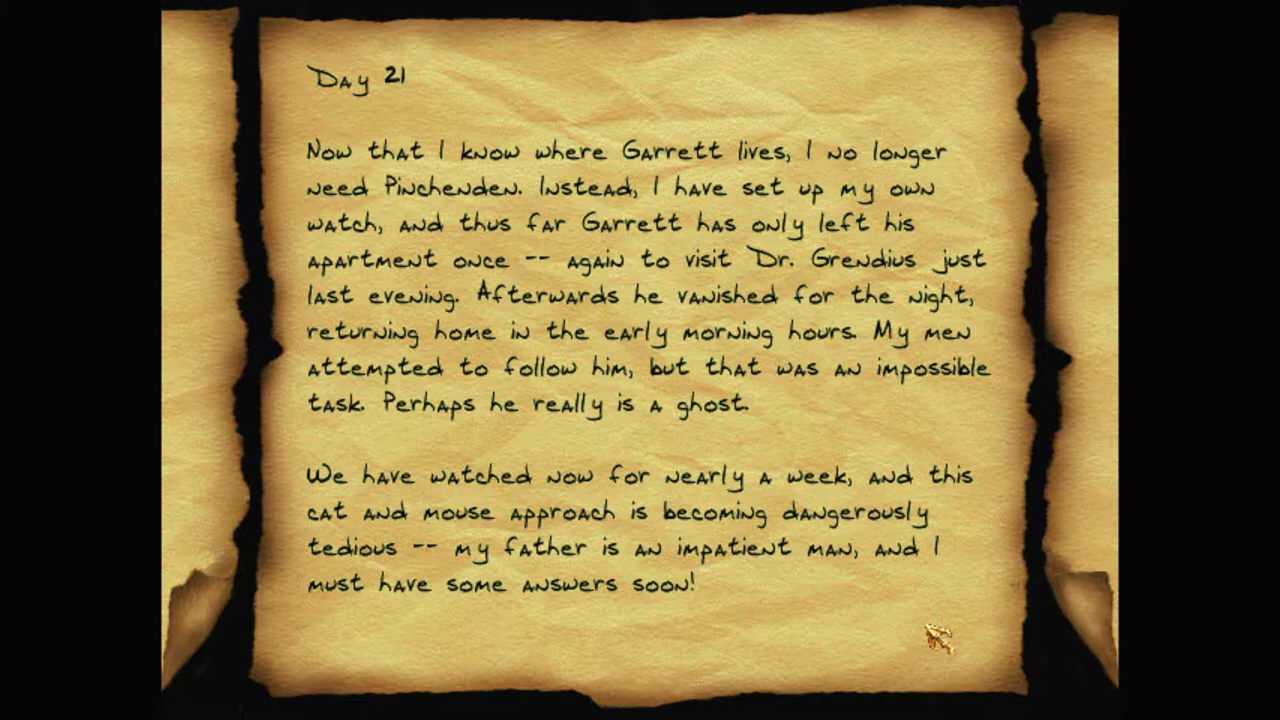 Day 21
Now that I know where Garrett lives, I no longer
need Pinchenden. Instead, I have set up my own
watch, and thus far Garrett has only left his
apartment once -- again to visit Dr. Grendius just
last evening. Afterwards he vanished for the night,
returning home in the early morning hours. My men
attempted to follow him, but that was an impossible
task. Perhaps he really is a ghost.
We have watched now for nearly a week, and this
cat and mouse approach is becoming dangerously
tedious -- my father is an impatient man, and I
must have some answers soon!